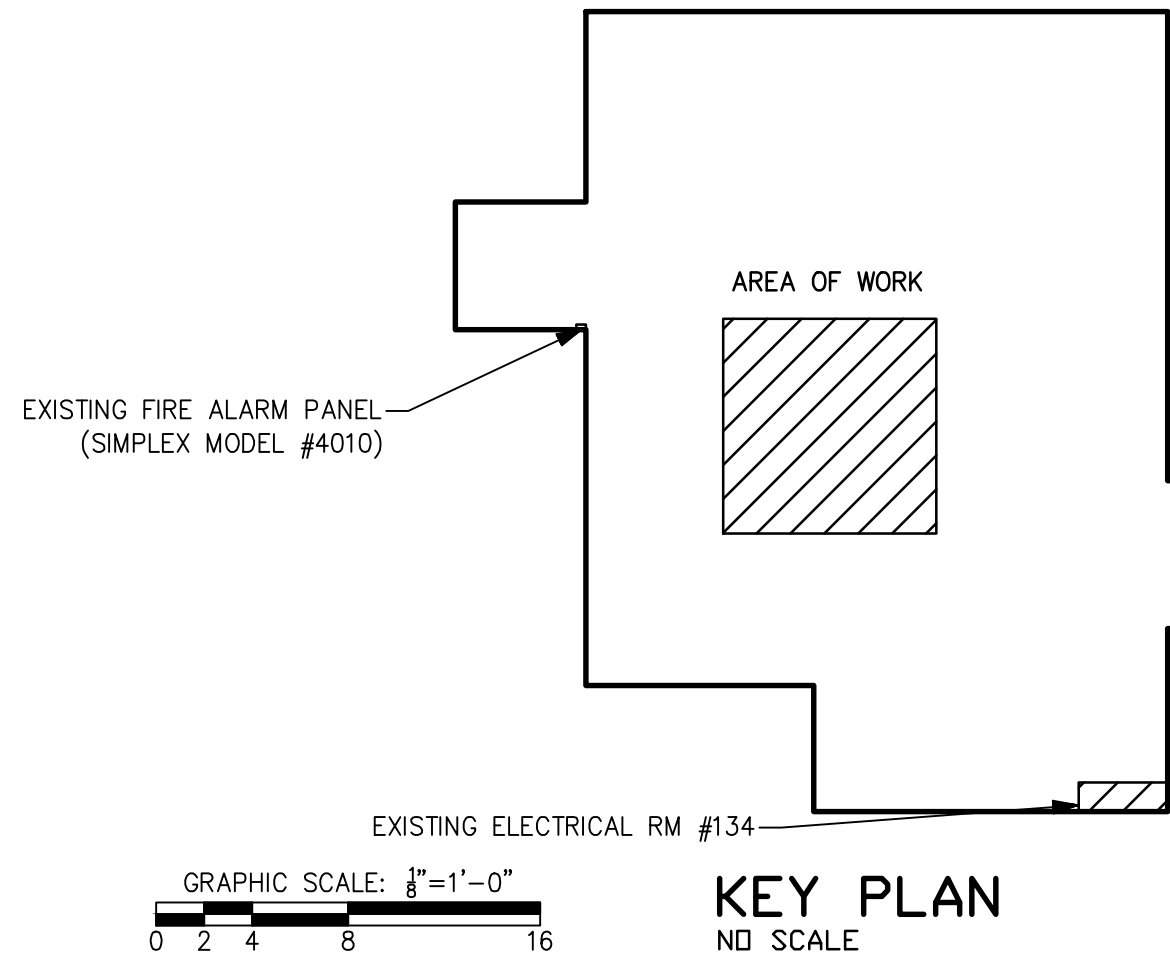 AREA OF WORK
EXISTING FIRE ALARM PANEL
(SIMPLEX MODEL #4010)
EXISTING ELECTRICAL RM #134
GRAPHIC SCALE: 1/8"=1'-0"
0 2 4 8 16
KEY PLAN
NO SCALE